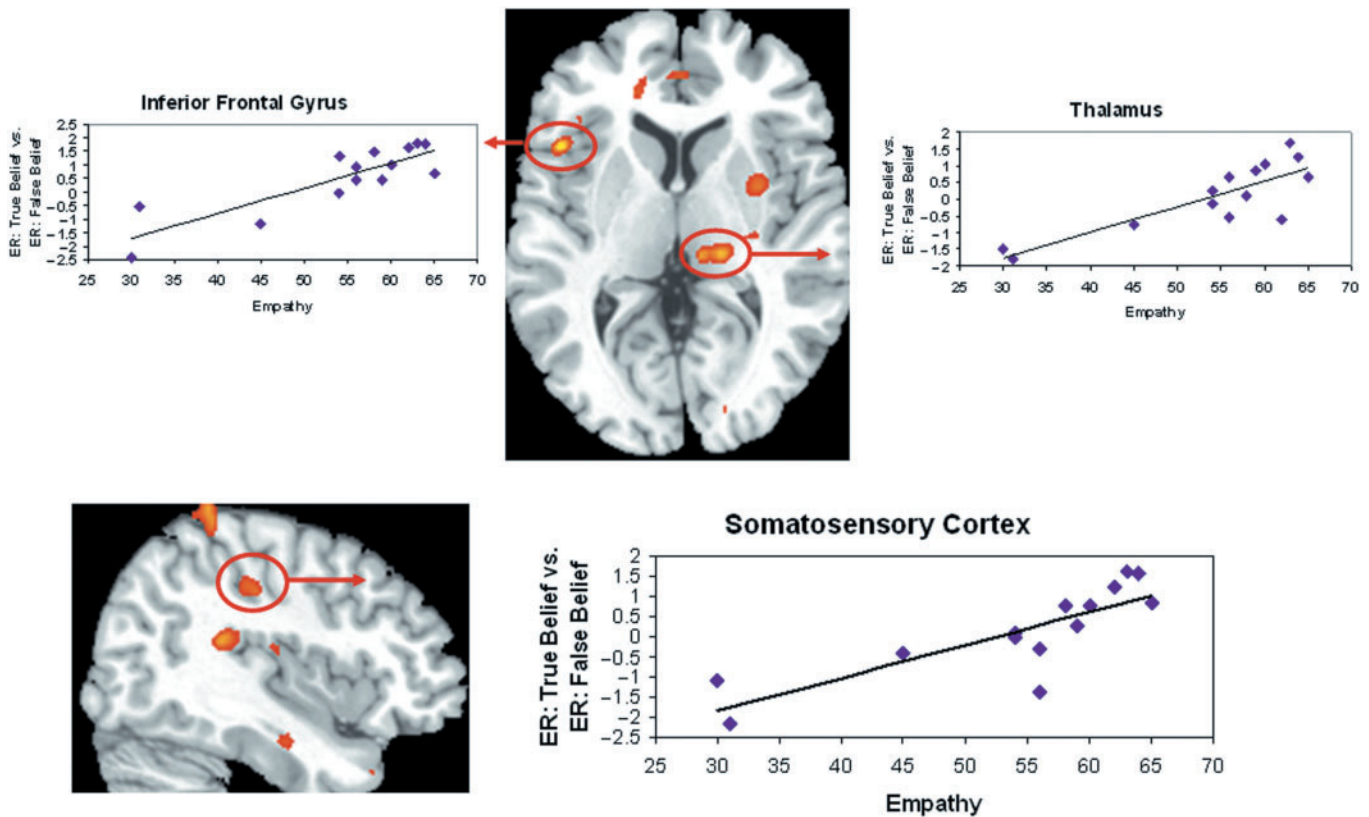 Inferior Frontal Gyrus
ER: True Belief vs.
ER: False Belief
2.5
1.5
0.5
−0.5
−1.5
−2.5
25 30 35 40 45 50 55 60 65 70
Empathy
Thalamus
ER: True Belief vs.
ER: False Belief
2
1.5
1
0.5
0
−0.5
−1
−1.5
−2
25 30 35 40 45 50 55 60 65 70
Empathy
Somatosensory Cortex
ER: True Belief vs.
ER: False Belief
2
1.5
1
0.5
0
−0.5
−1
−1.5
−2
−2.5
25 30 35 40 45 50 55 60 65 70
Empathy